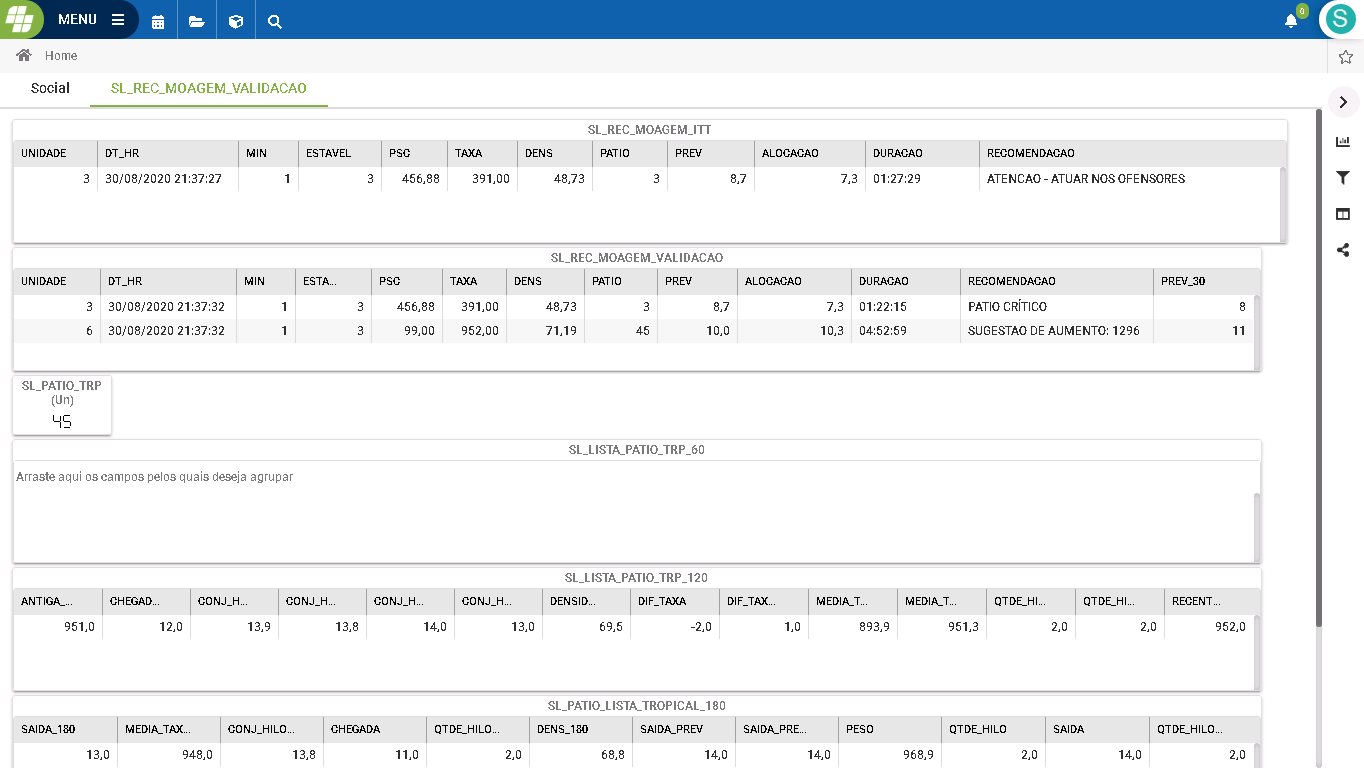 MENU
0
S
Home
Social SL_REC_MOAGEM_VALIDACAO
SL_REC_MOAGEM_ITT
UNIDADE DT_HR MIN ESTAVEL PSC TAXA DENS PATIO PREV ALOCACAO DURACAO RECOMENDACAO
3 30/08/2020 21:37:27 1 3 456,88 391,00 48,73 3 8,7 7,3 01:27:29 ATENCAO - ATUAR NOS OFENSORES
SL_REC_MOAGEM_VALIDACAO
UNIDADE DT_HR MIN ESTA... PSC TAXA DENS PATIO PREV ALOCACAO DURACAO RECOMENDACAO PREV_30
3 30/08/2020 21:37:32 1 3 456,88 391,00 48,73 3 8,7 7,3 01:22:15 PATIO CRÍTICO 8
6 30/08/2020 21:37:32 1 3 99,00 952,00 71,19 45 10,0 10,3 04:52:59 SUGESTAO DE AUMENTO: 1296 11
SL_PATIO_TRP
(Un)
45
SL_LISTA_PATIO_TRP_60
Arraste aqui os campos pelos quais deseja agrupar
SL_LISTA_PATIO_TRP_120
ANTIGA_... CHEGAD... CONJ_H... CONJ_H... CONJ_H... CONJ_H... DENSID... DIF_TAXA DIF_TAX... MEDIA_T... MEDIA_T... QTDE_HI... QTDE_HI... RECENT...
951,0 12,0 13,9 13,8 14,0 13,0 69,5 -2,0 1,0 893,9 951,3 2,0 2,0 952,0
SL_PATIO_LISTA_TROPICAL_180
SAIDA_180 MEDIA_TAX... CONJ_HILO... CHEGADA QTDE_HILO... DENS_180 SAIDA_PREV SAIDA_PRE... PESO QTDE_HILO SAIDA QTDE_HILO...
13,0 948,0 13,8 11,0 2,0 68,8 14,0 14,0 968,9 2,0 14,0 2,0